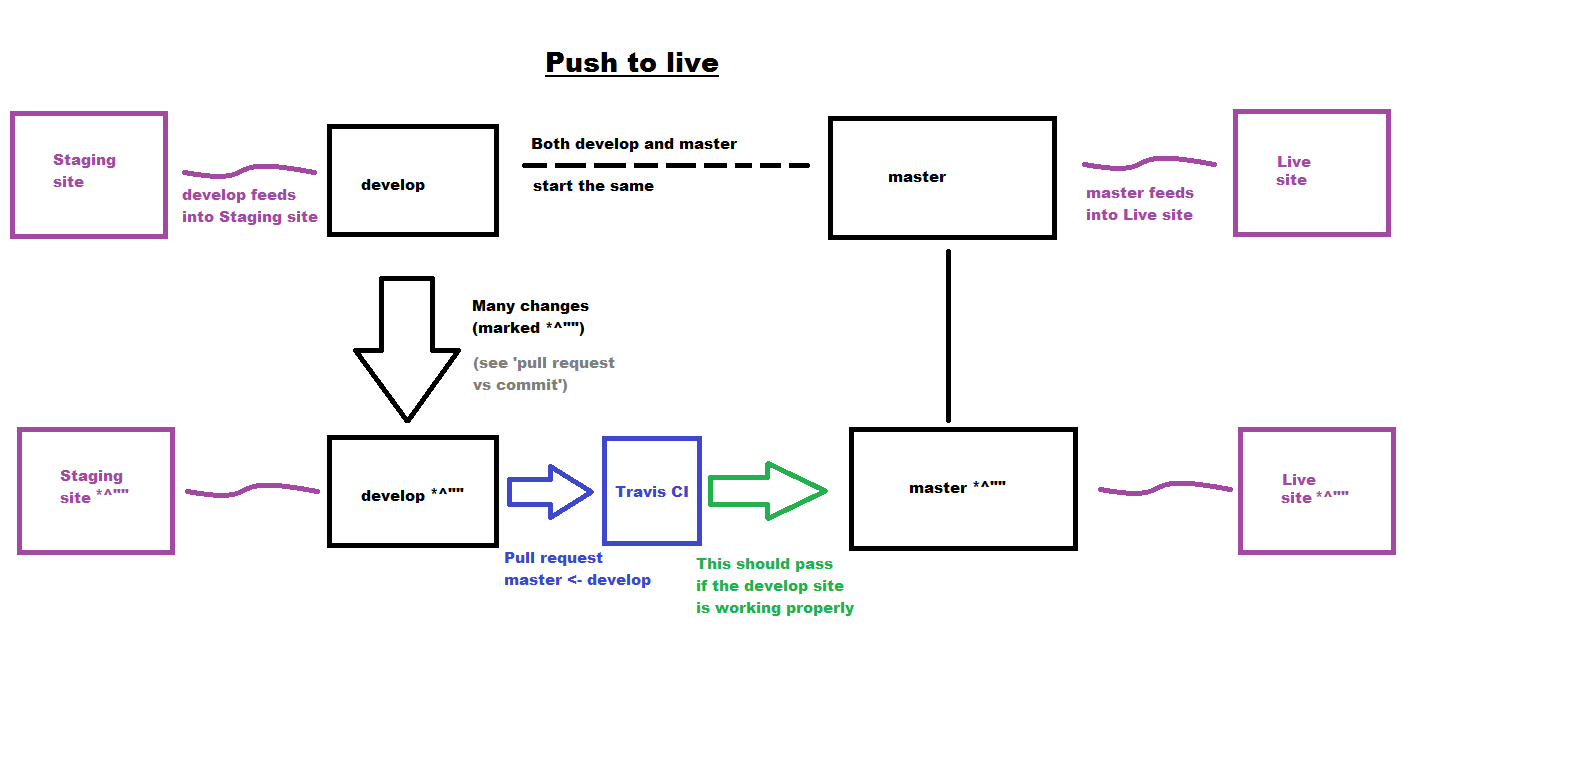 Push to live
Staging
site
develop feeds
into Staging site
develop
Both develop and master
start the same
master
master feeds
into Live site
Live
site
Many changes
(marked *^"")
(see 'pull request
vs commit')
Staging
site *^""
develop *^""
Pull request
master <- develop
Travis CI
This should pass
if the develop site
is working properly
master *^""
Live
site *^""